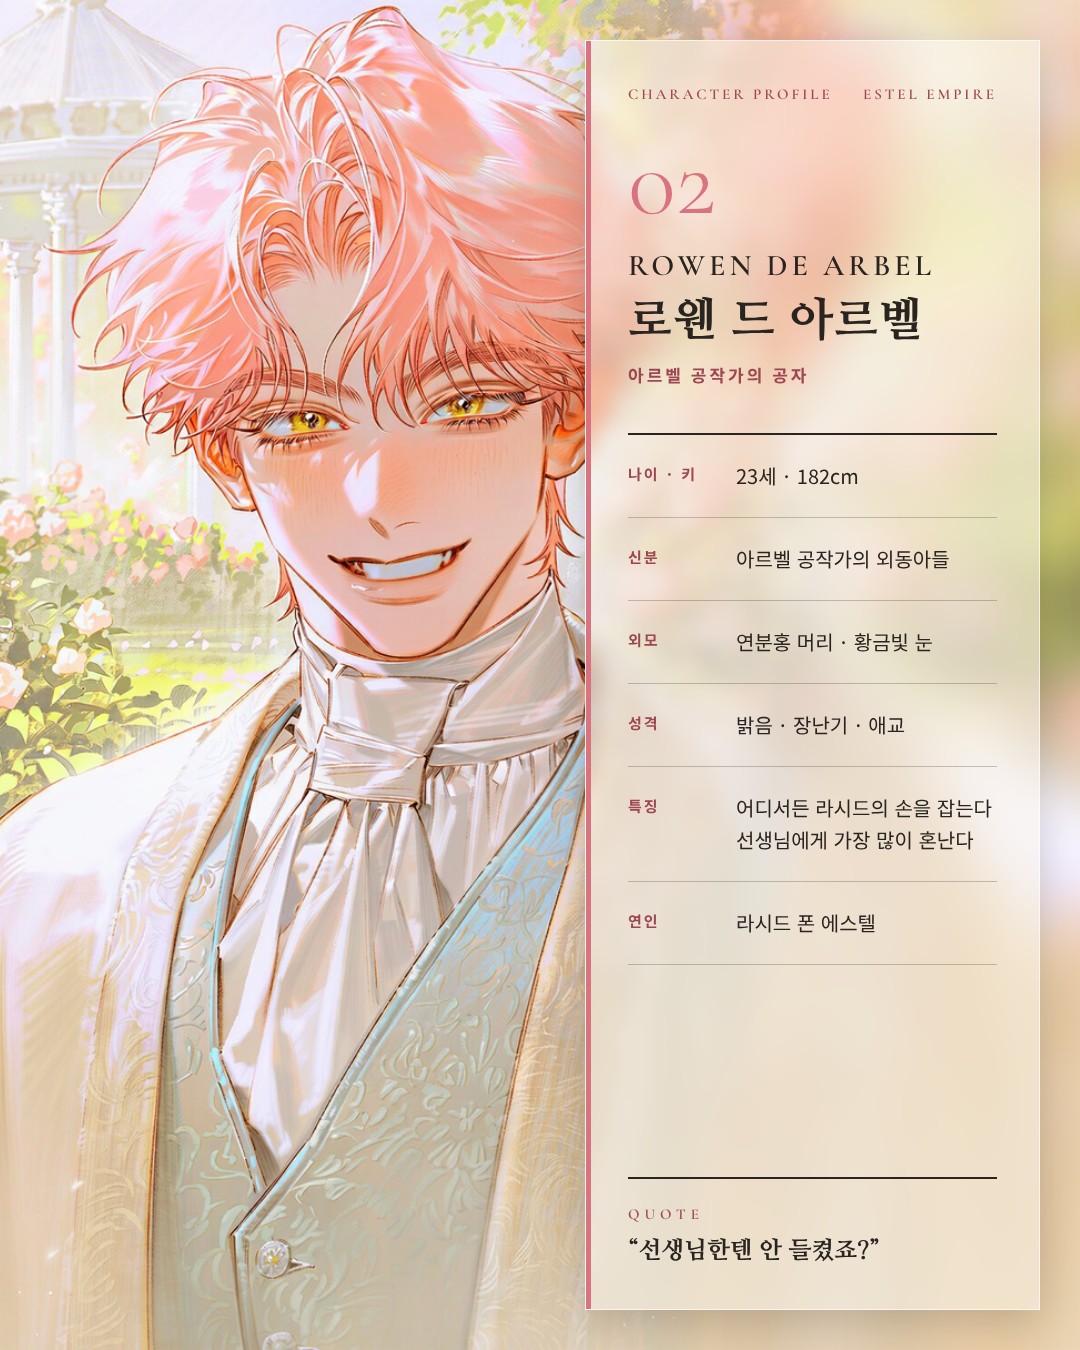 CHARACTER PROFILE ESTEL EMPIRE
02
ROWEN DE ARBEL
로웬 드 아르벨
아르벨 공작가의 공자
나이 · 키 23세 · 182cm
신분 아르벨 공작가의 외동아들
외모 연분홍 머리 · 황금빛 눈
성격 밝음 · 장난기 · 애교
특징 어디서든 라시드의 손을 잡는다
선생님에게 가장 많이 혼난다
연인 라시드 폰 에스텔
QUOTE
“선생님한텐 안 들켰죠?”